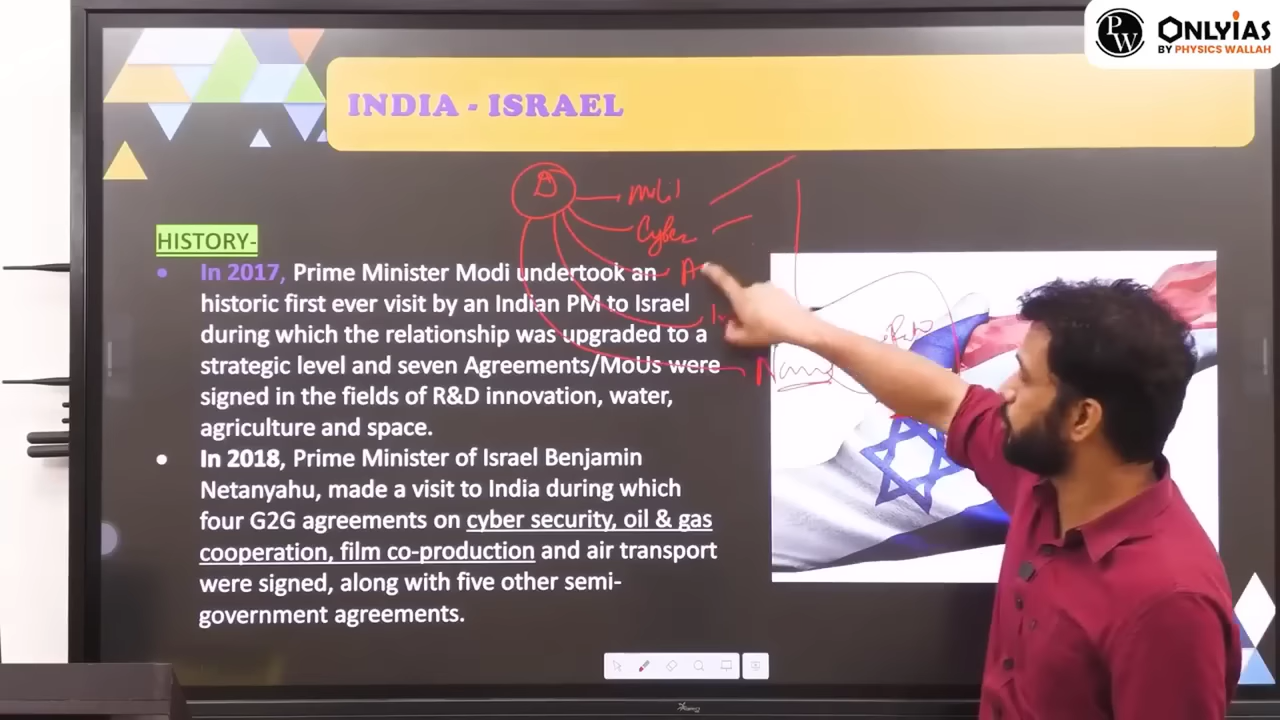 PW
ONLYIAS
BY PHYSICS WALLAH
INDIA - ISRAEL
Cyber
HISTORY-
In 2017, Prime Minister Modi undertook an
historic first ever visit by an Indian PM to Israel
during which the relationship was upgraded to a
strategic level and seven Agreements/MoUs were
signed in the fields of R&D innovation, water,
agriculture and space.
In 2018, Prime Minister of Israel Benjamin
Netanyahu, made a visit to India during which
four G2G agreements on cyber security, oil & gas
cooperation, film co-production and air transport
were signed, along with five other semi-
government agreements.